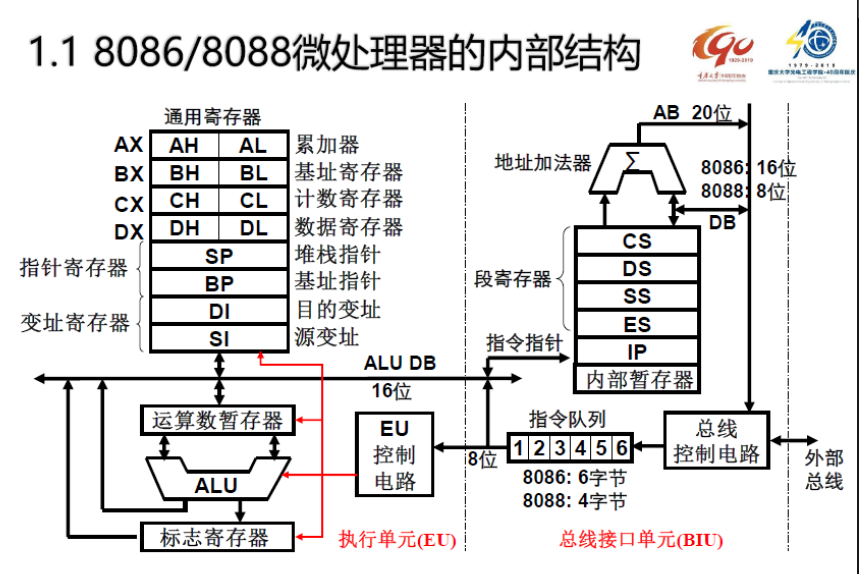 1.1 8086/8088微处理器的内部结构
1929-2019
1979-2019
通用寄存器
AX AH AL 累加器
BX BH BL 基址寄存器
CX CH CL 计数寄存器
DX DH DL 数据寄存器
指针寄存器
SP 堆栈指针
BP 基址指针
变址寄存器
DI 目的变址
SI 源变址
ALU DB
16位
运算数暂存器
ALU
标志寄存器
EU
控制
电路
执行单元(EU)
AB 20位
地址加法器
Σ
8086: 16位
8088: 8位
DB
段寄存器
CS
DS
SS
ES
指令指针
IP
内部暂存器
指令队列
1 2 3 4 5 6
8位
8086: 6字节
8088: 4字节
总线
控制电路
外部
总线
总线接口单元(BIU)